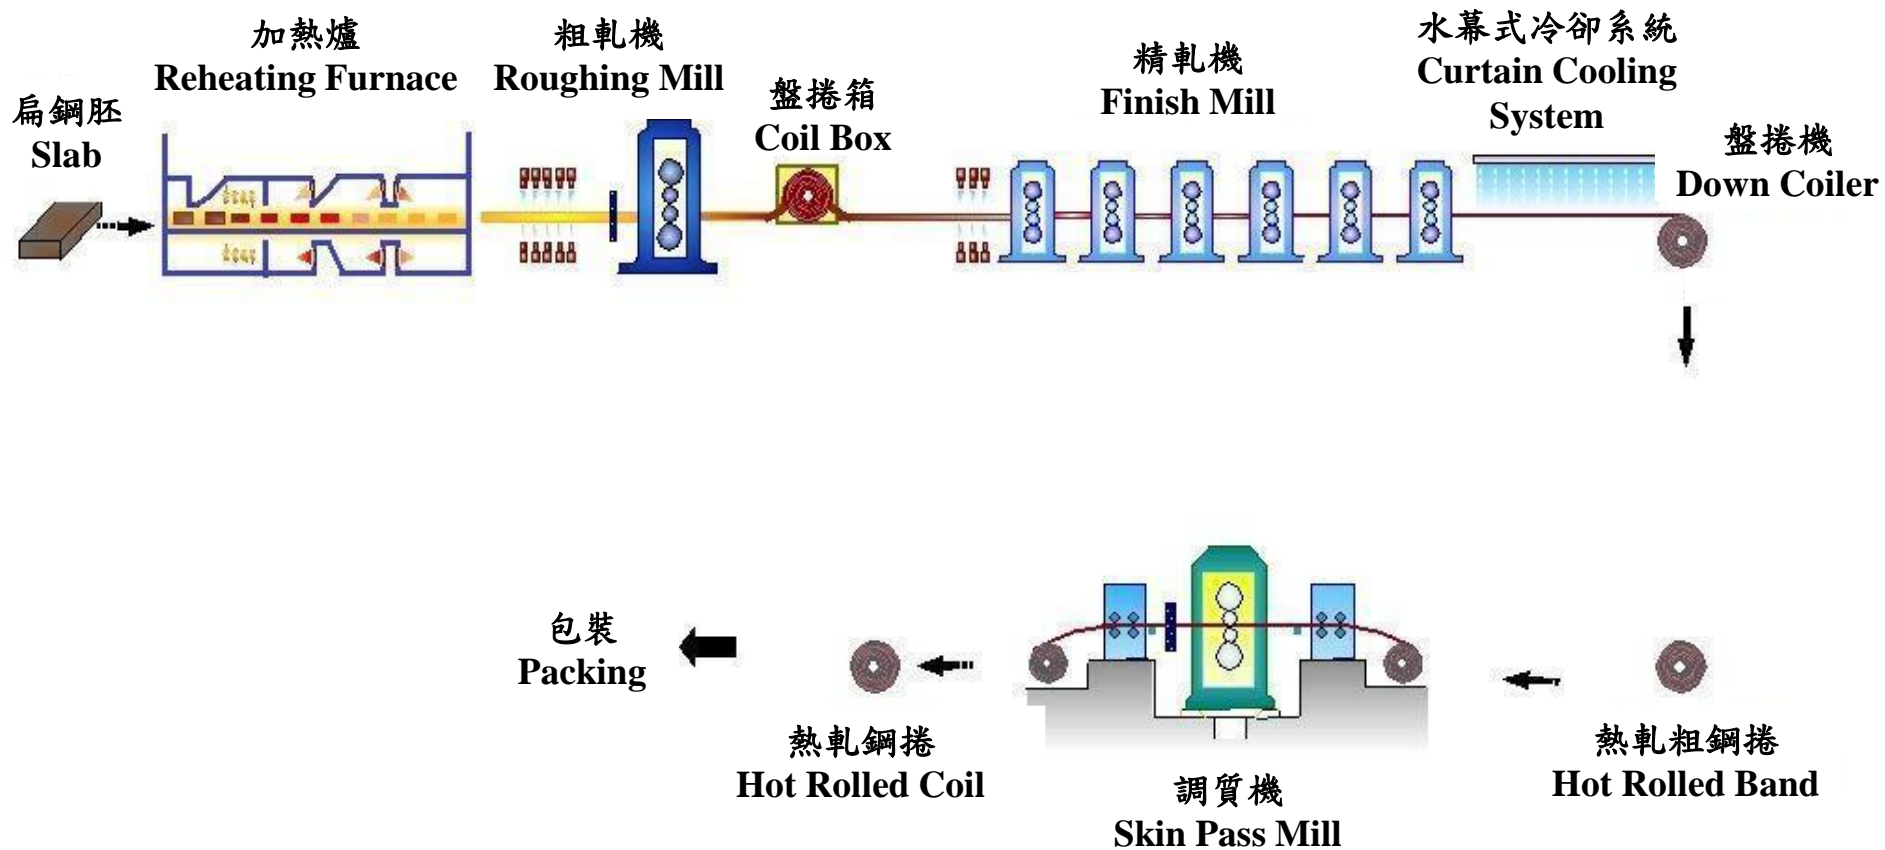 扁鋼胚
Slab
加熱爐
Reheating Furnace
粗軋機
Roughing Mill
盤捲箱
Coil Box
精軋機
Finish Mill
水幕式冷卻系統
Curtain Cooling
System
盤捲機
Down Coiler
包裝
Packing
熱軋鋼捲
Hot Rolled Coil
調質機
Skin Pass Mill
熱軋粗鋼捲
Hot Rolled Band